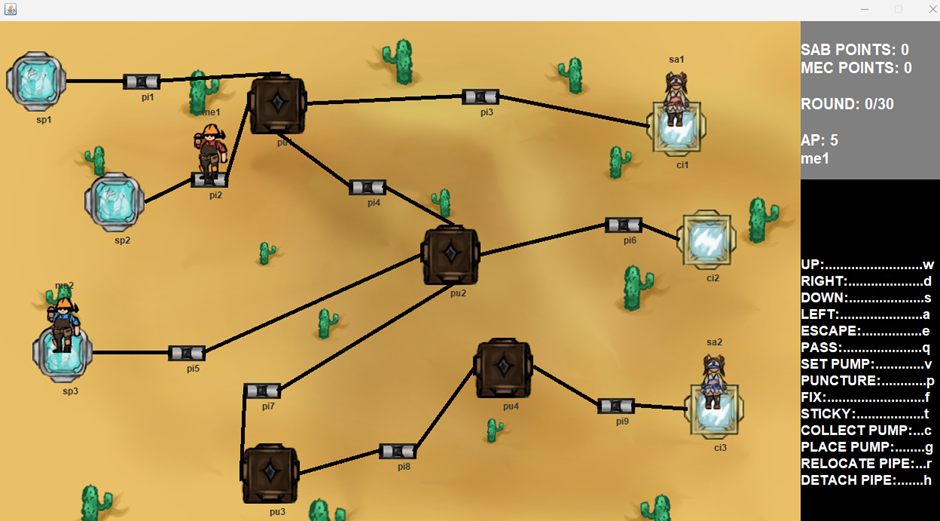 SAB POINTS: 0
MEC POINTS: 0
ROUND: 0/30
AP: 5
me1
sa1
sp1
pi1
me1
pu1
pi3
ci1
pi2
pi4
sp2
pi6
ci2
pu2
me2
pi5
sp3
pi7
pu4
sa2
pi9
ci3
pi8
pu3
UP:.........................w
RIGHT:.....................d
DOWN:.....................s
LEFT:........................a
ESCAPE:..................e
PASS:.......................q
SET PUMP:...............v
PUNCTURE:..............p
FIX:...........................f
STICKY:.....................t
COLLECT PUMP:...c
PLACE PUMP:........g
RELOCATE PIPE:...r
DETACH PIPE:.......h